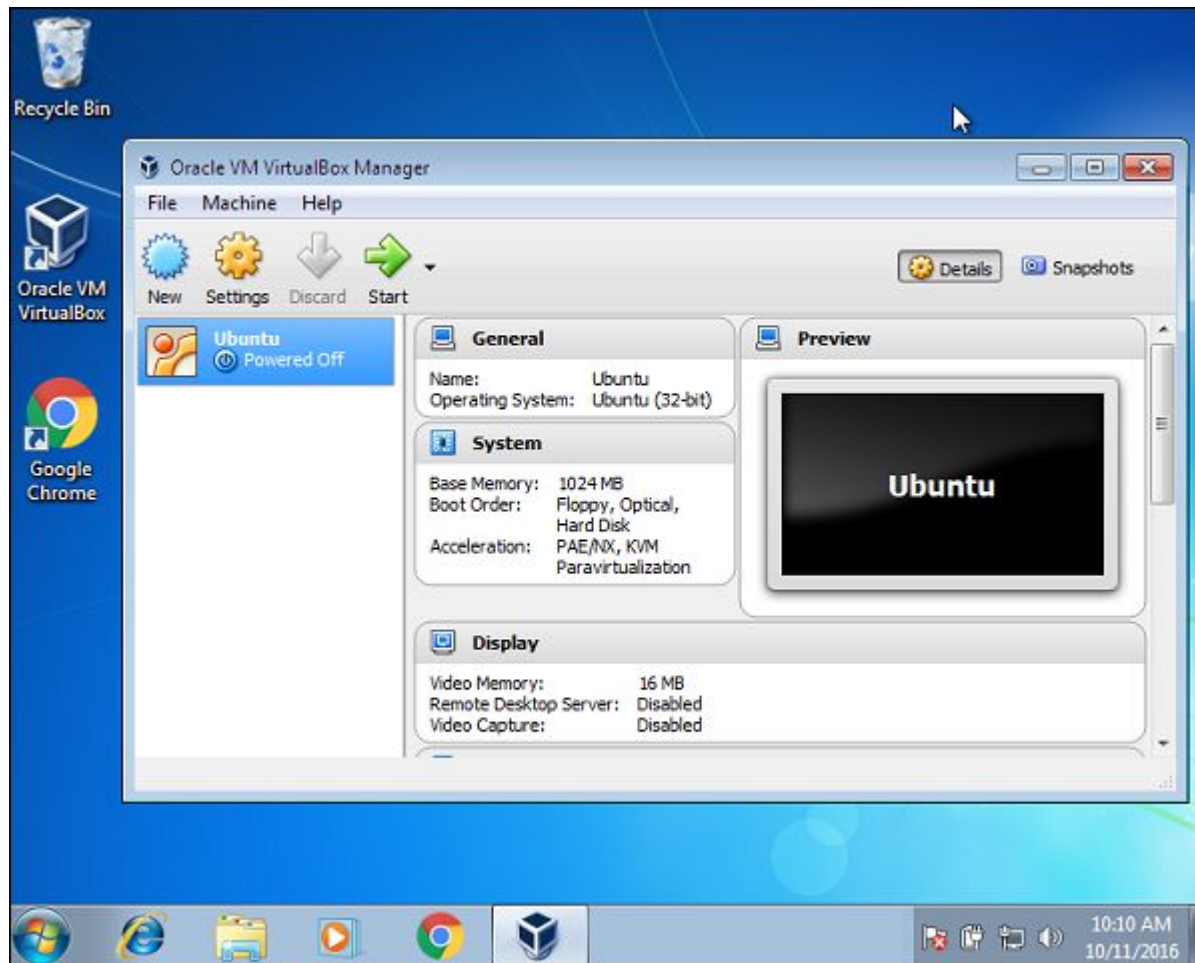 Recycle Bin
Oracle VM VirtualBox Manager
File Machine Help
Oracle VM
VirtualBox
New Settings Discard Start
Details Snapshots
Ubuntu
Powered Off
General
Name: Ubuntu
Operating System: Ubuntu (32-bit)
System
Base Memory: 1024 MB
Boot Order: Floppy, Optical,
Hard Disk
Acceleration: PAE/NX, KVM
Paravirtualization
Preview
Ubuntu
Google
Chrome
Display
Video Memory: 16 MB
Remote Desktop Server: Disabled
Video Capture: Disabled
10:10 AM
10/11/2016